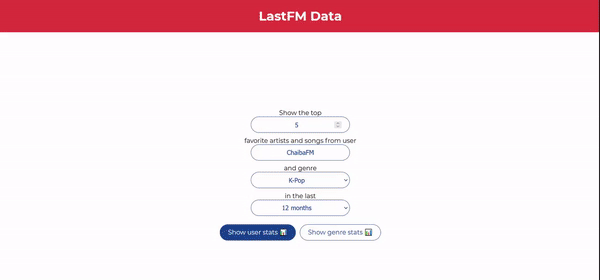 LastFM Data
Show the top
5
favorite artists and songs from user
ChaibaFM
and genre
K-Pop
in the last
12 months
Show user stats 📊 Show genre stats 📊